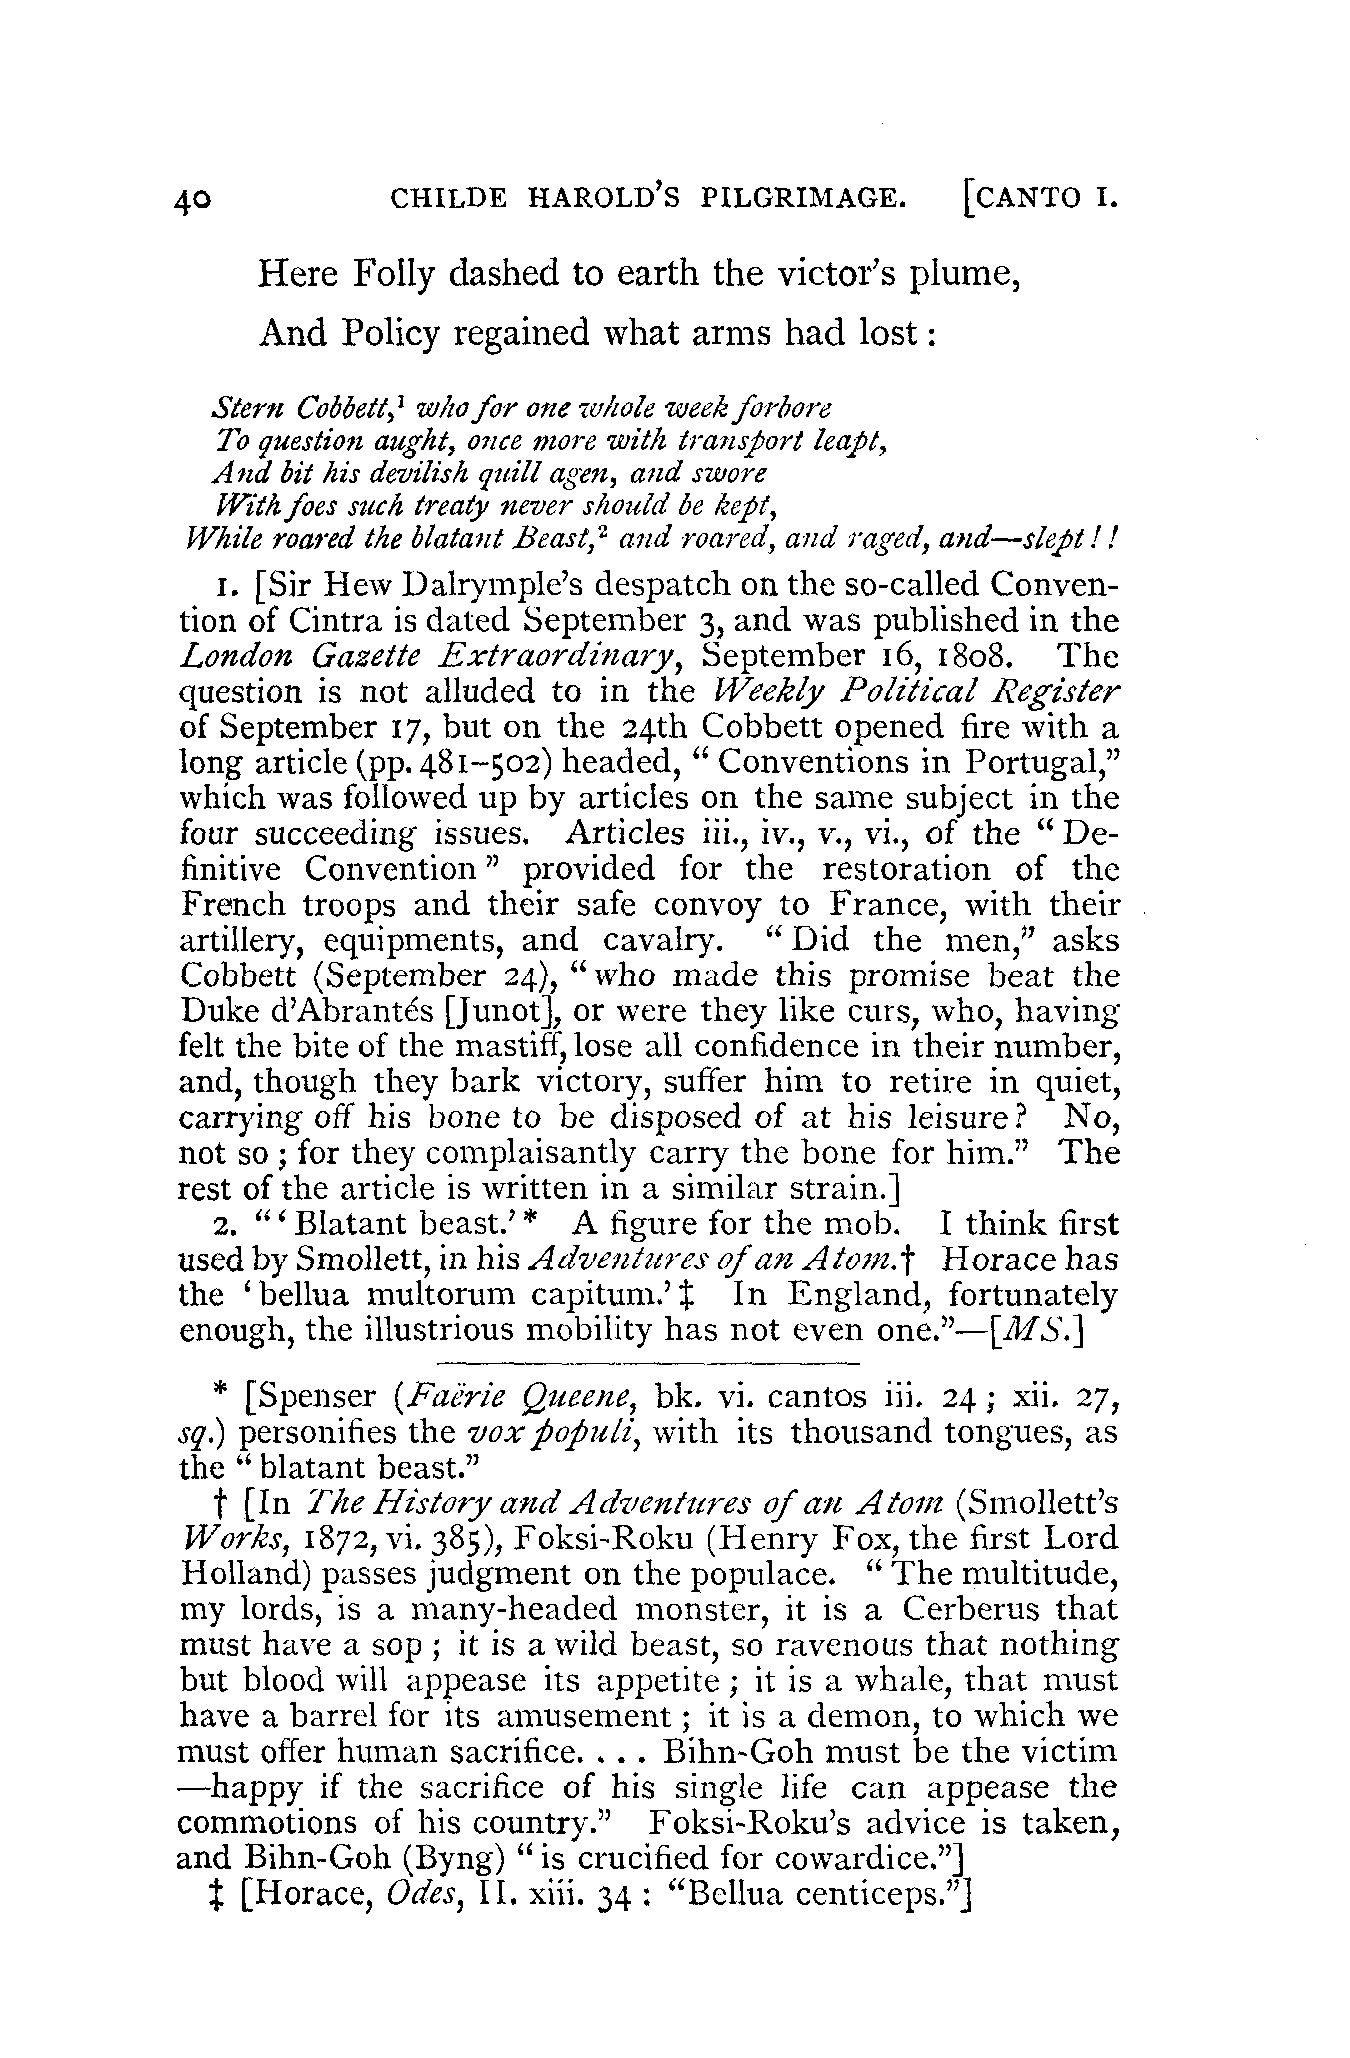 40 CHILDE HAROLD'S PILGRIMAGE. [CANTO I.
Here Folly dashed to earth the victor's plume,
And Policy regained what arms had lost :
Stern Cobbett,¹ who for one whole week forbore
To question aught, once more with transport leapt,
And bit his devilish quill agen, and swore
With foes such treaty never should be kept,
While roared the blatant Beast,² and roared, and raged, and—slept ! !
1. [Sir Hew Dalrymple's despatch on the so-called Conven-
tion of Cintra is dated September 3, and was published in the
London Gazette Extraordinary, September 16, 1808. The
question is not alluded to in the Weekly Political Register
of September 17, but on the 24th Cobbett opened fire with a
long article (pp. 481–502) headed, “ Conventions in Portugal,”
which was followed up by articles on the same subject in the
four succeeding issues. Articles iii., iv., v., vi., of the “ De-
finitive Convention ” provided for the restoration of the
French troops and their safe convoy to France, with their
artillery, equipments, and cavalry. “ Did the men,” asks
Cobbett (September 24), “ who made this promise beat the
Duke d'Abrantés [Junot], or were they like curs, who, having
felt the bite of the mastiff, lose all confidence in their number,
and, though they bark victory, suffer him to retire in quiet,
carrying off his bone to be disposed of at his leisure ? No,
not so ; for they complaisantly carry the bone for him.” The
rest of the article is written in a similar strain.]
2. “ ‘ Blatant beast.’ * A figure for the mob. I think first
used by Smollett, in his Adventures of an Atom.† Horace has
the ‘ bellua multorum capitum.’ ‡ In England, fortunately
enough, the illustrious mobility has not even one.”—[MS.]
* [Spenser (Faërie Queene, bk. vi. cantos iii. 24 ; xii. 27,
sq.) personifies the vox populi, with its thousand tongues, as
the “ blatant beast.”
† [In The History and Adventures of an Atom (Smollett's
Works, 1872, vi. 385), Foksi-Roku (Henry Fox, the first Lord
Holland) passes judgment on the populace. “ The multitude,
my lords, is a many-headed monster, it is a Cerberus that
must have a sop ; it is a wild beast, so ravenous that nothing
but blood will appease its appetite ; it is a whale, that must
have a barrel for its amusement ; it is a demon, to which we
must offer human sacrifice. . . . Bihn-Goh must be the victim
—happy if the sacrifice of his single life can appease the
commotions of his country.” Foksi-Roku's advice is taken,
and Bihn-Goh (Byng) “ is crucified for cowardice.”]
‡ [Horace, Odes, II. xiii. 34 : “Bellua centiceps.”]